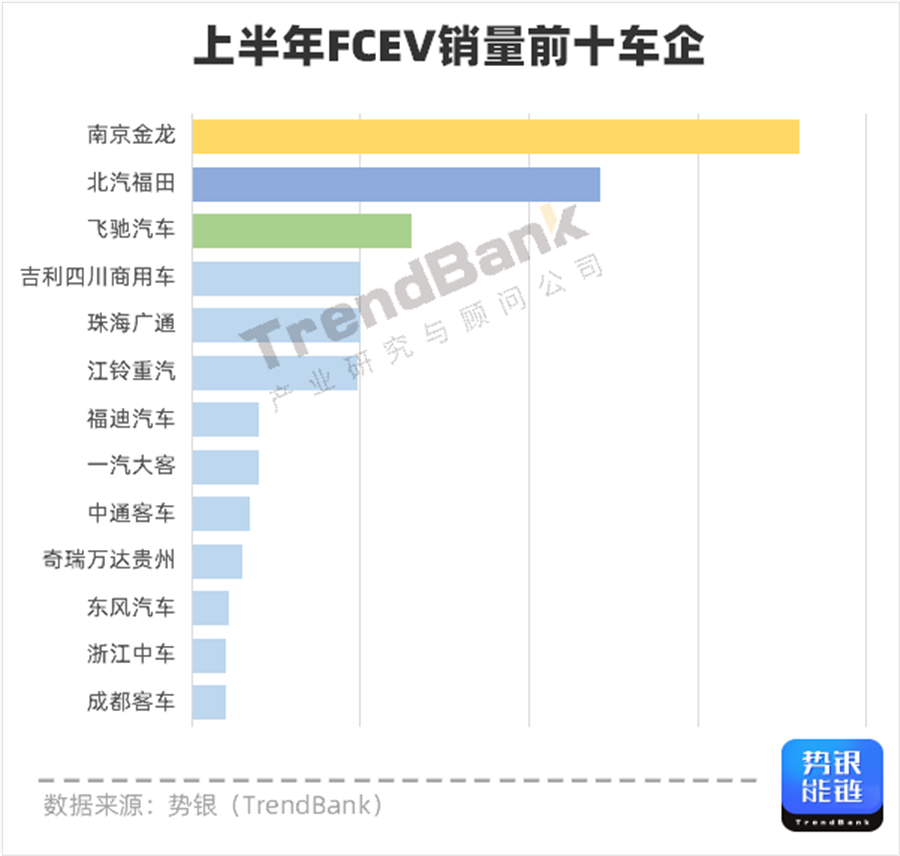 上半年FCEV销量前十车企
南京金龙
北汽福田
飞驰汽车
吉利四川商用车
珠海广通
江铃重汽
福迪汽车
一汽大客
中通客车
奇瑞万达贵州
东风汽车
浙江中车
成都客车
TrendBank
产业研究与顾问公司
数据来源：势银（TrendBank）
势银
能链
TrendBank